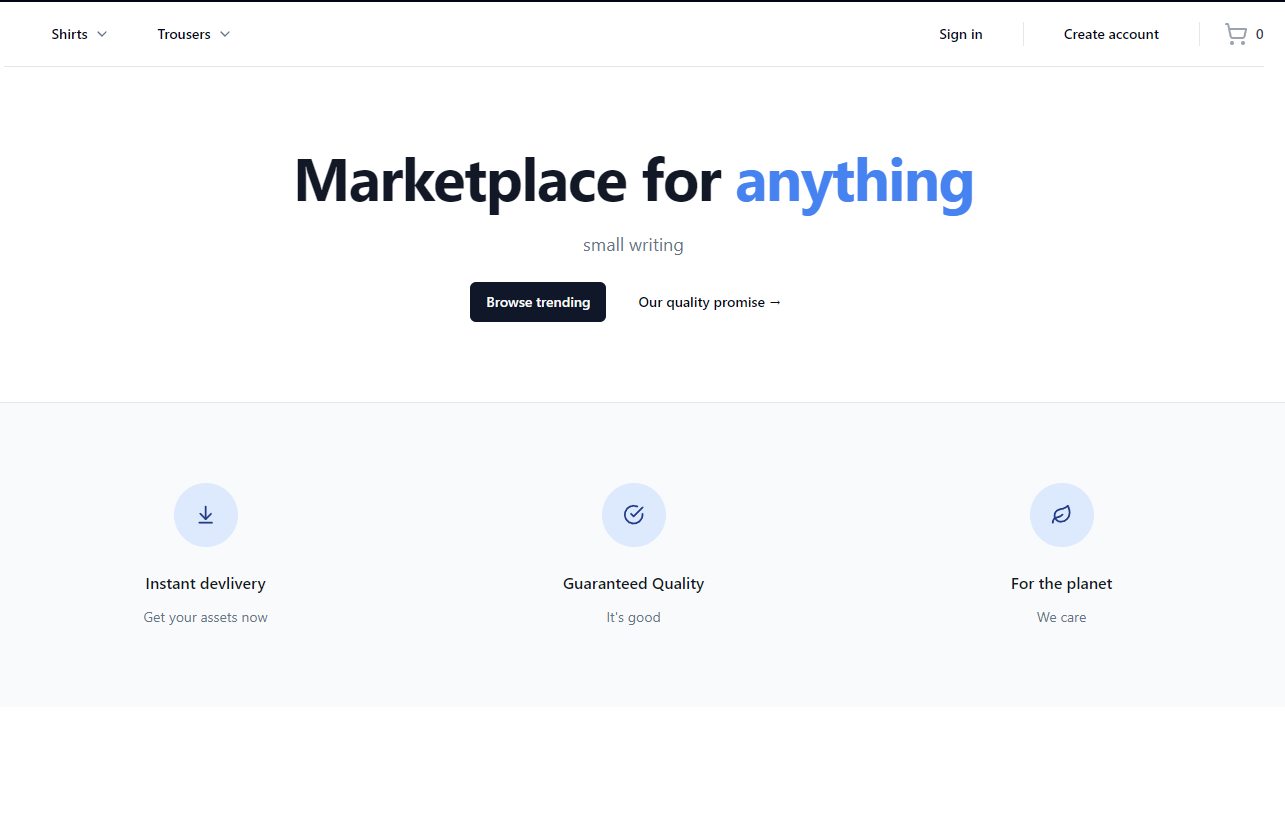 Shirts Trousers Sign in Create account 0
Marketplace for anything
small writing
Browse trending Our quality promise →
Instant devlivery Guaranteed Quality For the planet
Get your assets now It's good We care